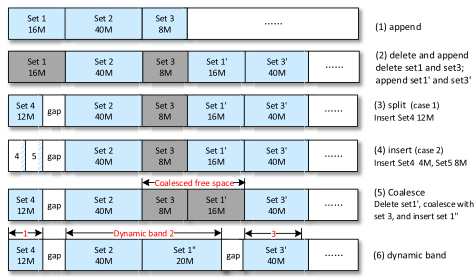 Set 1 Set 2 Set 3 ...... (1) append
16M 40M 8M
Set 1 Set 2 Set 3 Set 1' Set 3' ...... (2) delete and append
16M 40M 8M 16M 40M delete set1 and set3;
append set1' and set3'
Set 4 gap Set 2 Set 3 Set 1' Set 3' ...... (3) split (case 1)
12M 40M 8M 16M 40M Insert Set4 12M
4 5 gap Set 2 Set 3 Set 1' Set 3' ...... (4) insert (case 2)
40M 8M 16M 40M Insert Set4 4M, Set5 8M
Coalesced free space
(5) Coalesce
Set 4 gap Set 2 Set 3 Set 1' Set 3' ...... Delete set1', coalesce with
12M 40M 8M 16M 40M set 3, and insert set 1"
1 Dynamic band 2 3
Set 4 gap Set 2 Set 1" gap Set 3' ...... (6) dynamic band
12M 40M 20M 40M